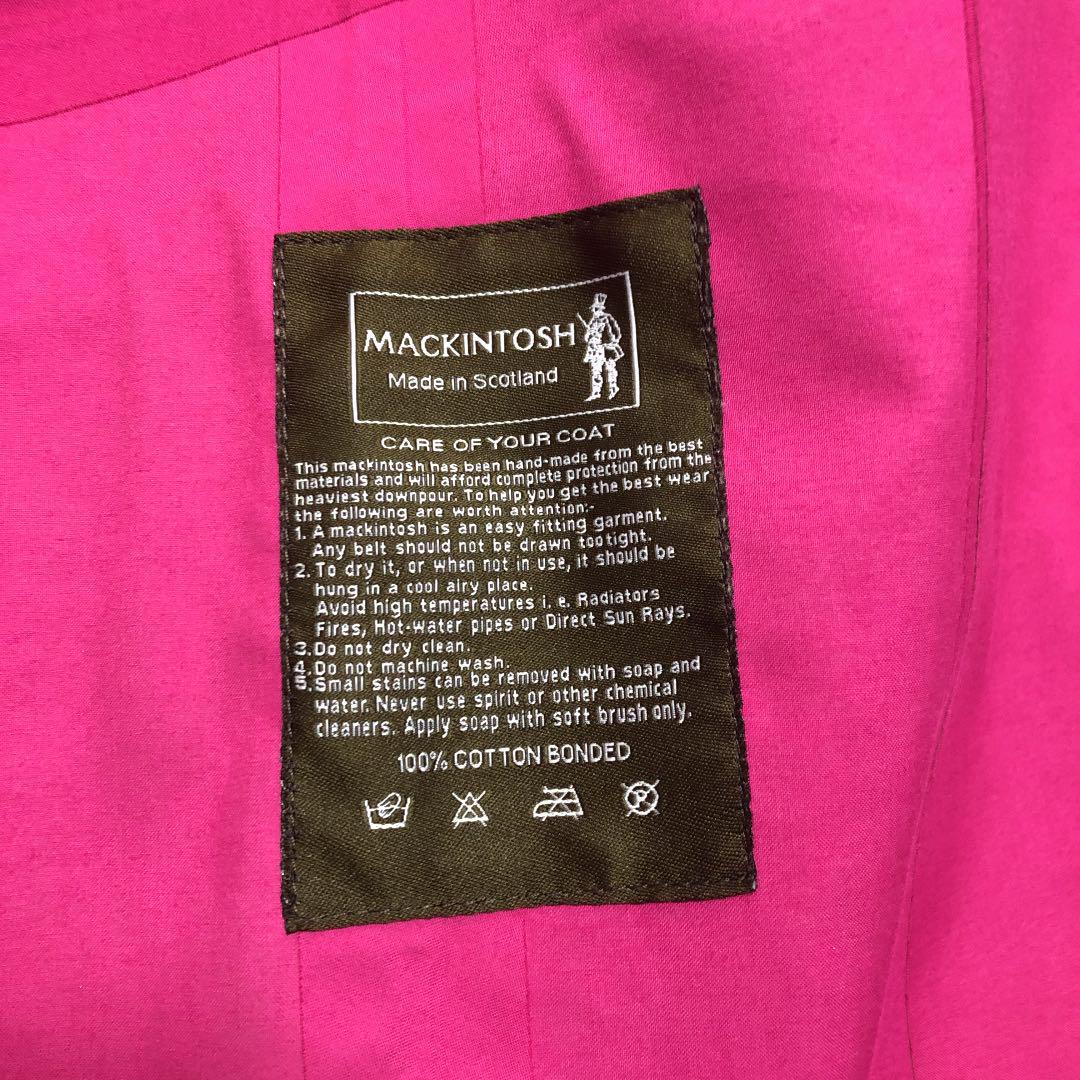 MACKINTOSH
Made in Scotland
CARE OF YOUR COAT
This mackintosh has been hand-made from the best
materials and will afford complete protection from the
heaviest downpour. To help you get the best wear
the following are worth attention:-
1. A mackintosh is an easy fitting garment.
Any belt should not be drawn too tight.
2. To dry it, or when not in use, it should be
hung in a cool airy place.
Avoid high temperatures i. e. Radiators
Fires, Hot-water pipes or Direct Sun Rays.
3. Do not dry clean.
4. Do not machine wash.
5. Small stains can be removed with soap and
water. Never use spirit or other chemical
cleaners. Apply soap with soft brush only.
100% COTTON BONDED
P